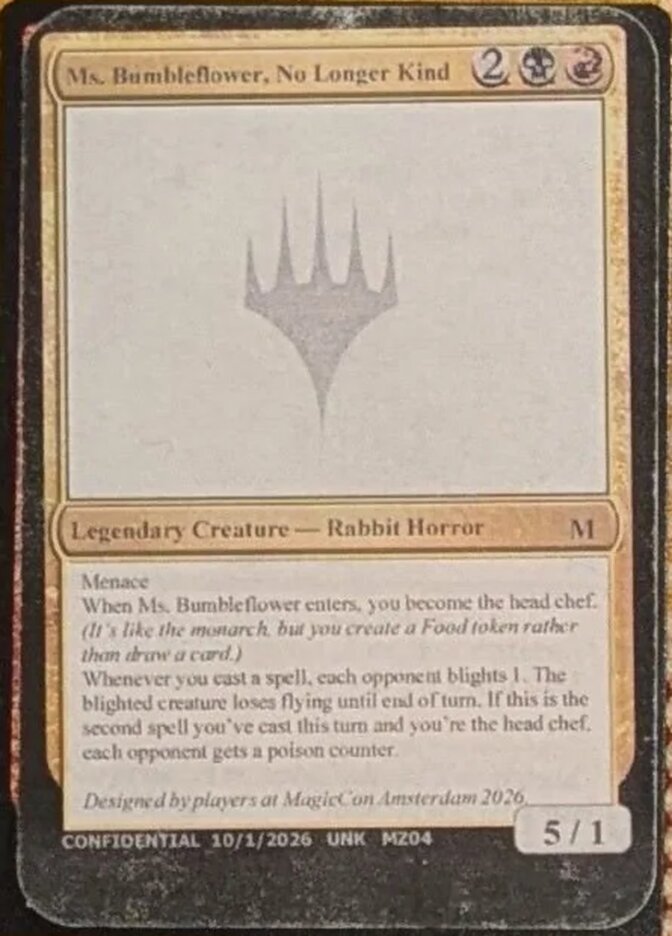 Ms. Bumbleflower, No Longer Kind 2
Legendary Creature — Rabbit Horror M
Menace
When Ms. Bumbleflower enters, you become the head chef.
(It's like the monarch, but you create a Food token rather
than draw a card.)
Whenever you cast a spell, each opponent blights 1. The
blighted creature loses flying until end of turn. If this is the
second spell you've cast this turn and you're the head chef,
each opponent gets a poison counter.
Designed by players at MagicCon Amsterdam 2026.
5 / 1
CONFIDENTIAL 10/1/2026 UNK MZ04